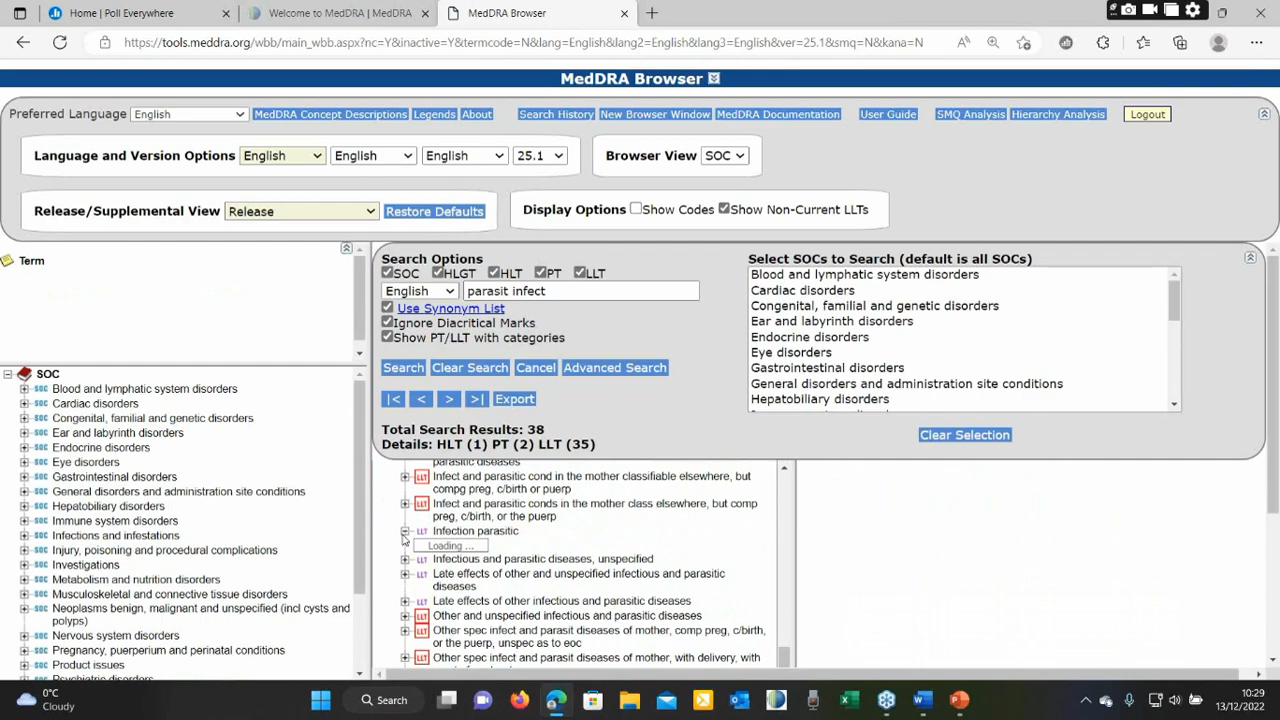 Home | Poll Everywhere
Welcome to MedDRA | MedDRA
MedDRA Browser
https://tools.meddra.org/wbb/main_wbb.aspx?nc=Y&inactive=Y&termcode=N&lang=English&lang2=English&lang3=English&ver=25.1&smq=N&kana=N
MedDRA Browser
Preferred Language English MedDRA Concept Descriptions Legends About Search History New Browser Window MedDRA Documentation User Guide SMQ Analysis Hierarchy Analysis Logout
Language and Version Options English English English 25.1 Browser View SOC
Release/Supplemental View Release Restore Defaults Display Options Show Codes Show Non-Current LLTs
Term
SOC
Blood and lymphatic system disorders
Cardiac disorders
Congenital, familial and genetic disorders
Ear and labyrinth disorders
Endocrine disorders
Eye disorders
Gastrointestinal disorders
General disorders and administration site conditions
Hepatobiliary disorders
Immune system disorders
Infections and infestations
Injury, poisoning and procedural complications
Investigations
Metabolism and nutrition disorders
Musculoskeletal and connective tissue disorders
Neoplasms benign, malignant and unspecified (incl cysts and
polyps)
Nervous system disorders
Pregnancy, puerperium and perinatal conditions
Product issues
Psychiatric disorders
Search Options
SOC HLGT HLT PT LLT
English parasit infect
Use Synonym List
Ignore Diacritical Marks
Show PT/LLT with categories
Search Clear Search Cancel Advanced Search
|< < > >| Export
Total Search Results: 38
Details: HLT (1) PT (2) LLT (35)
Select SOCs to Search (default is all SOCs)
Blood and lymphatic system disorders
Cardiac disorders
Congenital, familial and genetic disorders
Ear and labyrinth disorders
Endocrine disorders
Eye disorders
Gastrointestinal disorders
General disorders and administration site conditions
Hepatobiliary disorders
Clear Selection
parasitic diseases
LLT Infect and parasitic cond in the mother classifiable elsewhere, but
compg preg, c/birth or puerp
LLT Infect and parasitic conds in the mother class elsewhere, but comp
preg, c/birth, or the puerp
LLT Infection parasitic
Loading ...
LLT Infectious and parasitic diseases, unspecified
LLT Late effects of other and unspecified infectious and parasitic
diseases
LLT Late effects of other infectious and parasitic diseases
LLT Other and unspecified infectious and parasitic diseases
LLT Other spec infect and parasit diseases of mother, comp preg, c/birth,
or the puerp, unspec as to eoc
LLT Other spec infect and parasit diseases of mother, with delivery, with
0°C
Cloudy
Search
10:29
13/12/2022